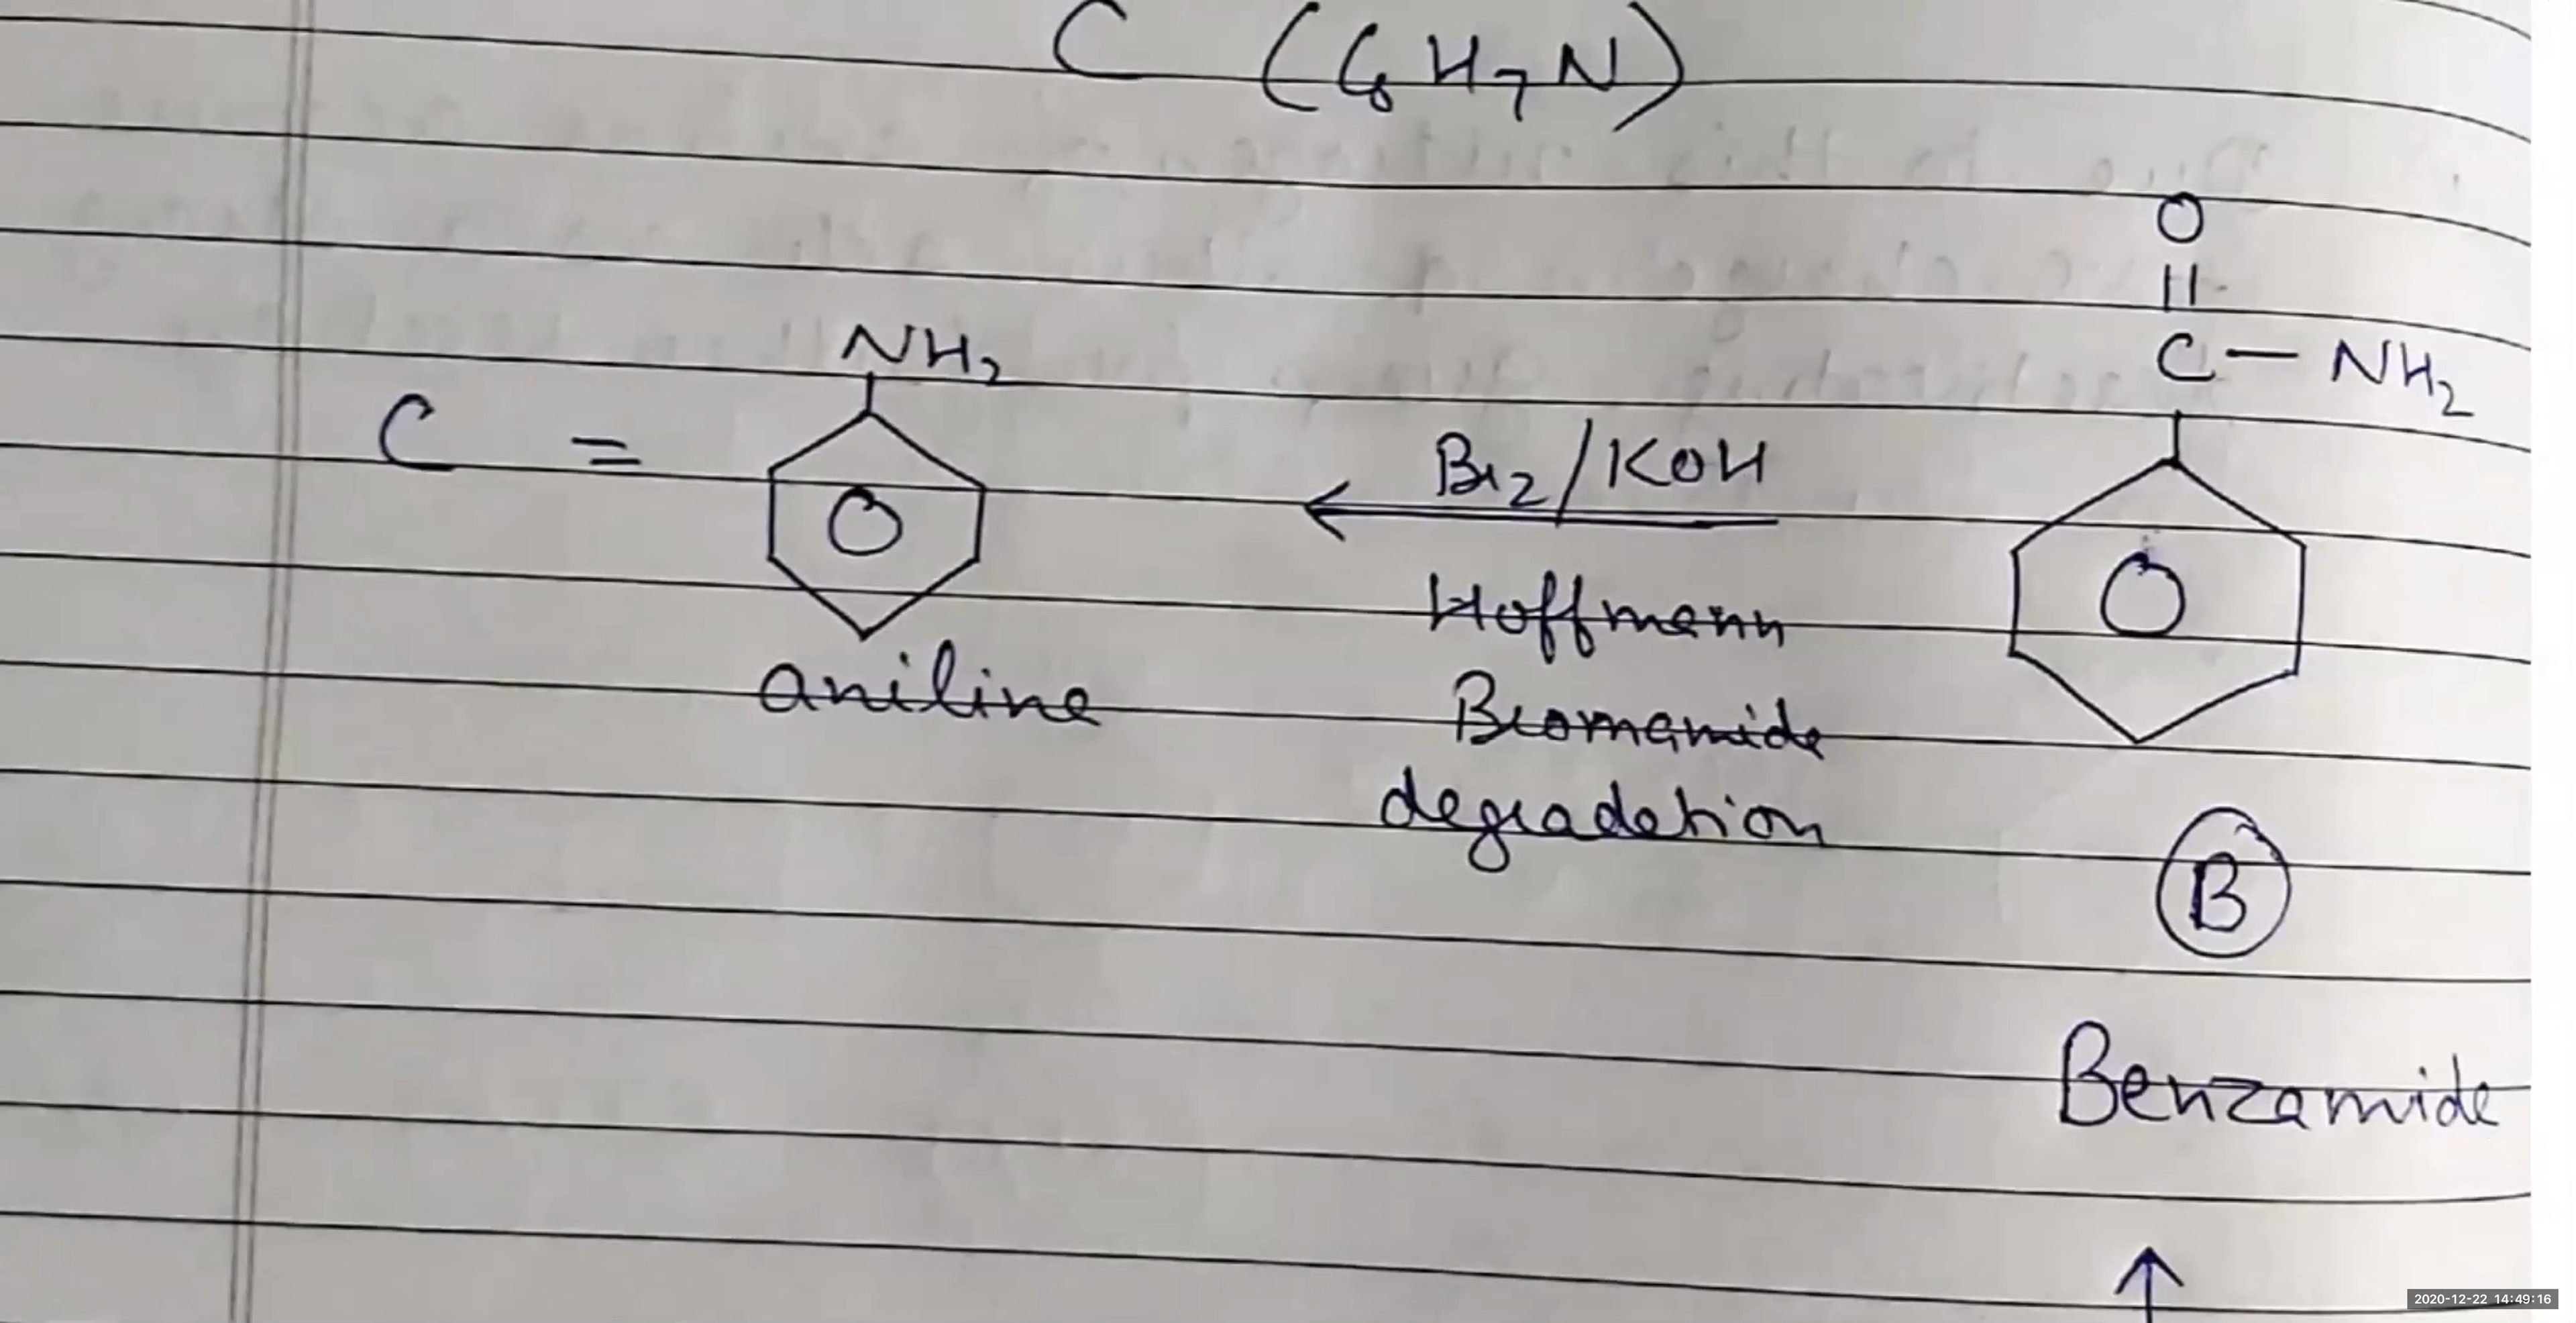 C (C6H7N)
O
||
C — NH2
NH2
C =
Br2/KOH
Hoffmann
Bromamide
degradation
aniline
B
Benzamide
2020-12-22 14:49:16